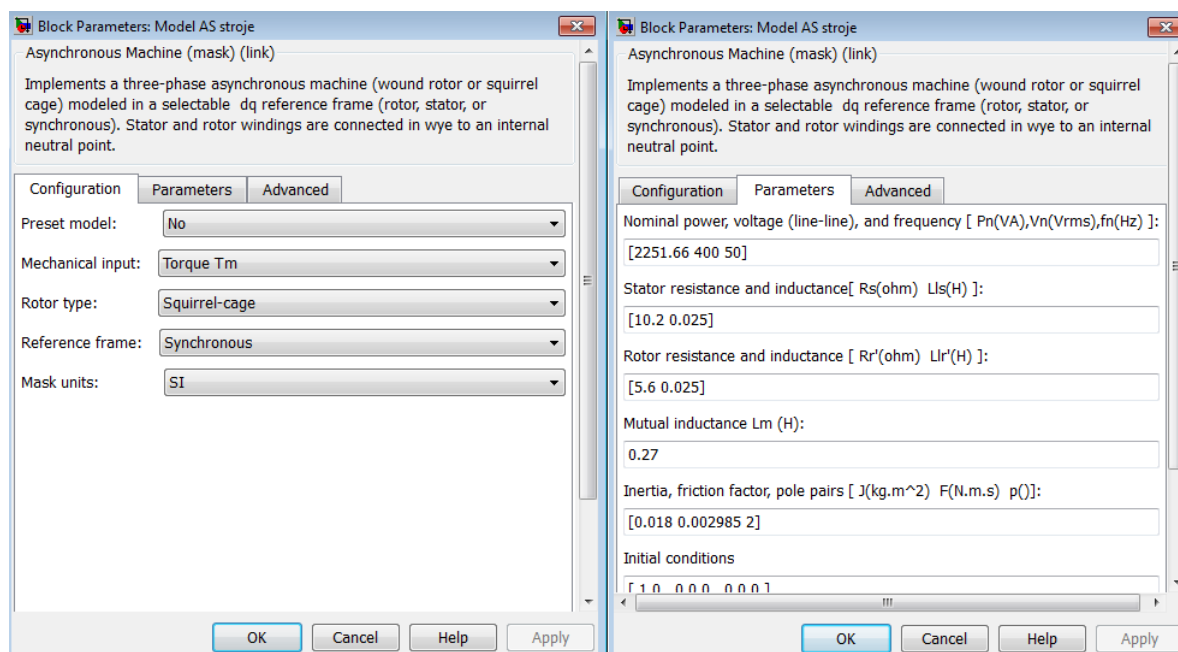 Block Parameters: Model AS stroje
Asynchronous Machine (mask) (link)
Implements a three-phase asynchronous machine (wound rotor or squirrel
cage) modeled in a selectable dq reference frame (rotor, stator, or
synchronous). Stator and rotor windings are connected in wye to an internal
neutral point.
Configuration
Parameters
Advanced
Preset model:
No
Mechanical input:
Torque Tm
Rotor type:
Squirrel-cage
Reference frame:
Synchronous
Mask units:
SI
OK
Cancel
Help
Apply
Block Parameters: Model AS stroje
Asynchronous Machine (mask) (link)
Implements a three-phase asynchronous machine (wound rotor or squirrel
cage) modeled in a selectable dq reference frame (rotor, stator, or
synchronous). Stator and rotor windings are connected in wye to an internal
neutral point.
Configuration
Parameters
Advanced
Nominal power, voltage (line-line), and frequency [ Pn(VA),Vn(Vrms),fn(Hz) ]:
[2251.66 400 50]
Stator resistance and inductance[ Rs(ohm) Lls(H) ]:
[10.2 0.025]
Rotor resistance and inductance [ Rr'(ohm) Llr'(H) ]:
[5.6 0.025]
Mutual inductance Lm (H):
0.27
Inertia, friction factor, pole pairs [ J(kg.m^2) F(N.m.s) p()]:
[0.018 0.002985 2]
Initial conditions
[ 1 0 0 0 0 0 0 0 ]
OK
Cancel
Help
Apply